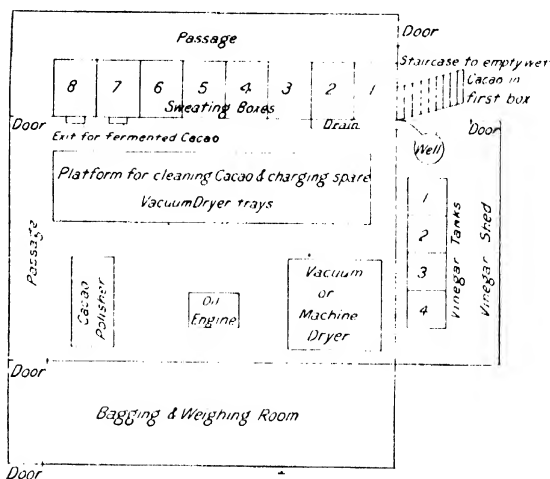 Passage
Door
Staircase to empty wet
Cacao in
first box
8 7 6 5 4 3 2 1
Sweating Boxes
Door
Drain
Door
Exit for fermented Cacao
Well
Platform for cleaning Cacao & charging spare
Vacuum Dryer trays
Passage
1
2
3
4
Vinegar Tanks
Vinegar Shed
Cacao
Polisher
Oil
Engine
Vacuum
or
Machine
Dryer
Door
Bagging & Weighing Room
Door